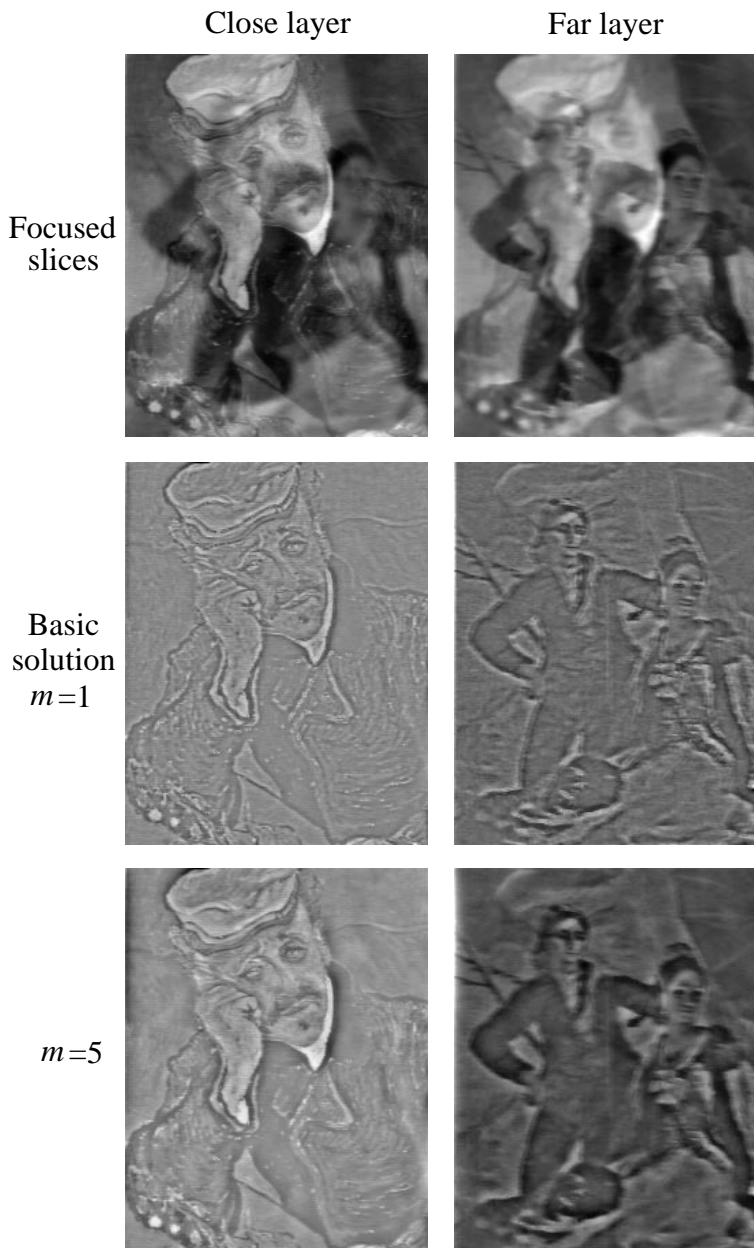 Close layer
Far layer
Focused
slices
Basic
solution
m=1
m=5